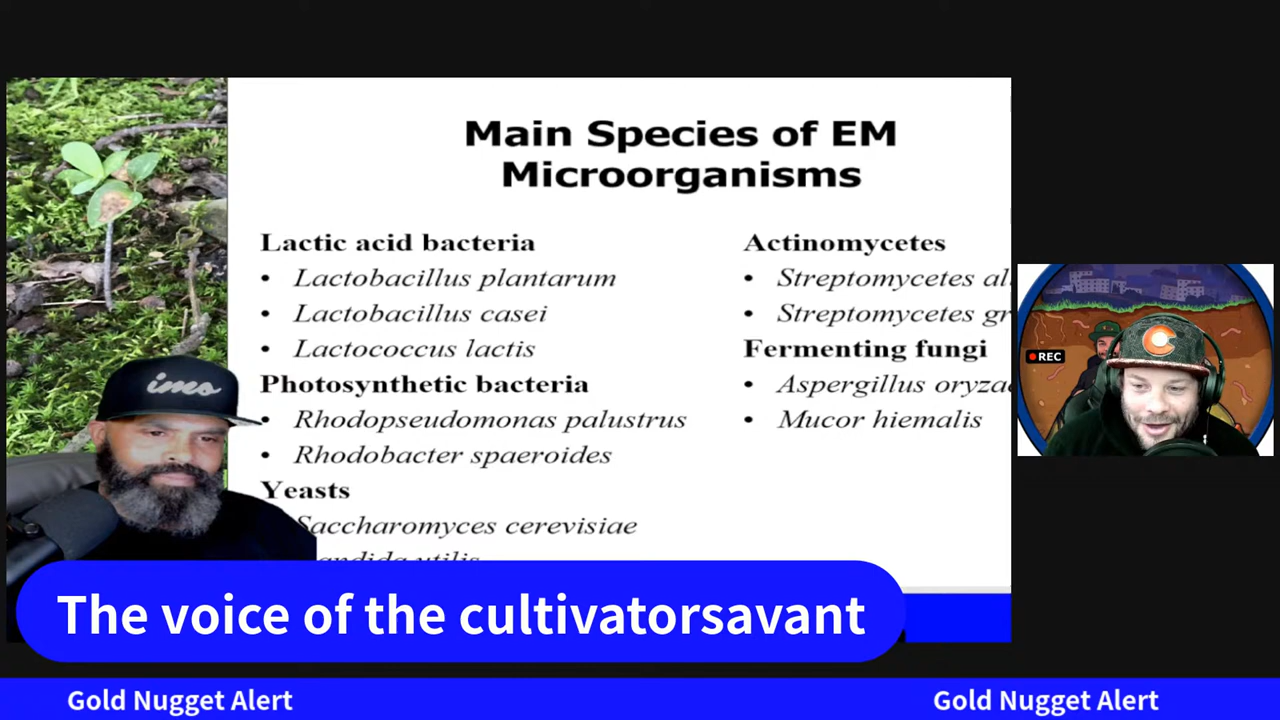 Main Species of EM
Microorganisms
Lactic acid bacteria
• Lactobacillus plantarum
• Lactobacillus casei
• Lactococcus lactis
Photosynthetic bacteria
• Rhodopseudomonas palustrus
• Rhodobacter spaeroides
Yeasts
Saccharomyces cerevisiae
utilis
Actinomycetes
• Streptomycetes
• Streptomycetes
Fermenting fungi
• Aspergillus
• Mucor hiemalis
imo
REC
The voice of the cultivatorsavant
Gold Nugget Alert
Gold Nugget Alert